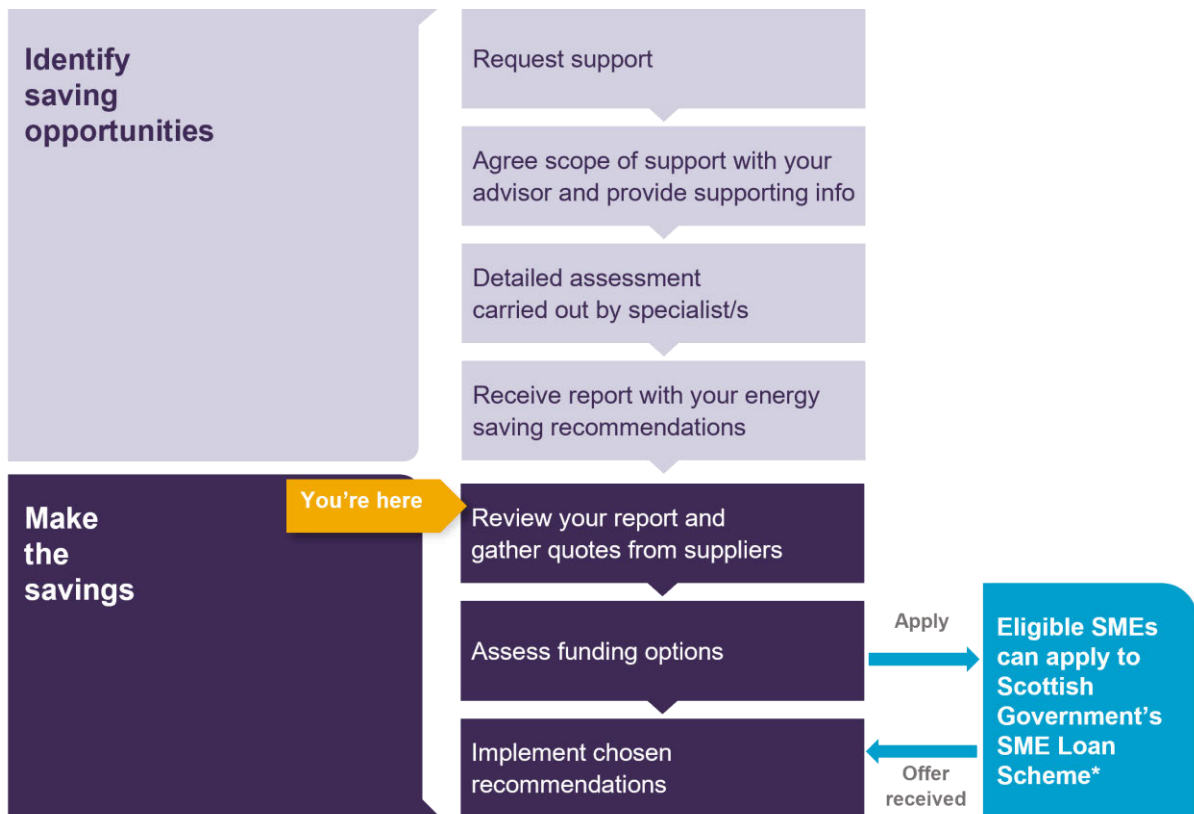 Identify
saving
opportunities
Request support
Agree scope of support with your
advisor and provide supporting info
Detailed assessment
carried out by specialist/s
Receive report with your energy
saving recommendations
Make
the
savings
You're here
Review your report and
gather quotes from suppliers
Assess funding options
Apply
Eligible SMEs
can apply to
Scottish
Government's
SME Loan
Scheme*
Implement chosen
recommendations
Offer
received